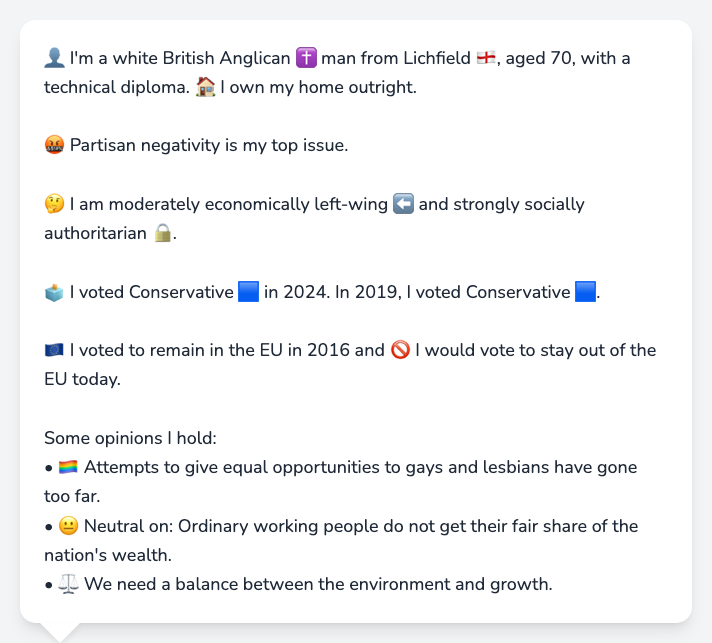 👤 I'm a white British Anglican ✝️ man from Lichfield 🏴󠁧󠁢󠁥󠁮󠁧󠁿, aged 70, with a
technical diploma. 🏠 I own my home outright.
🤬 Partisan negativity is my top issue.
🤔 I am moderately economically left-wing ⬅️ and strongly socially
authoritarian 🔒.
🗳️ I voted Conservative 🟦 in 2024. In 2019, I voted Conservative 🟦.
🇪🇺 I voted to remain in the EU in 2016 and 🚫 I would vote to stay out of the
EU today.
Some opinions I hold:
• 🏳️‍🌈 Attempts to give equal opportunities to gays and lesbians have gone
too far.
• 😐 Neutral on: Ordinary working people do not get their fair share of the
nation's wealth.
• ⚖️ We need a balance between the environment and growth.